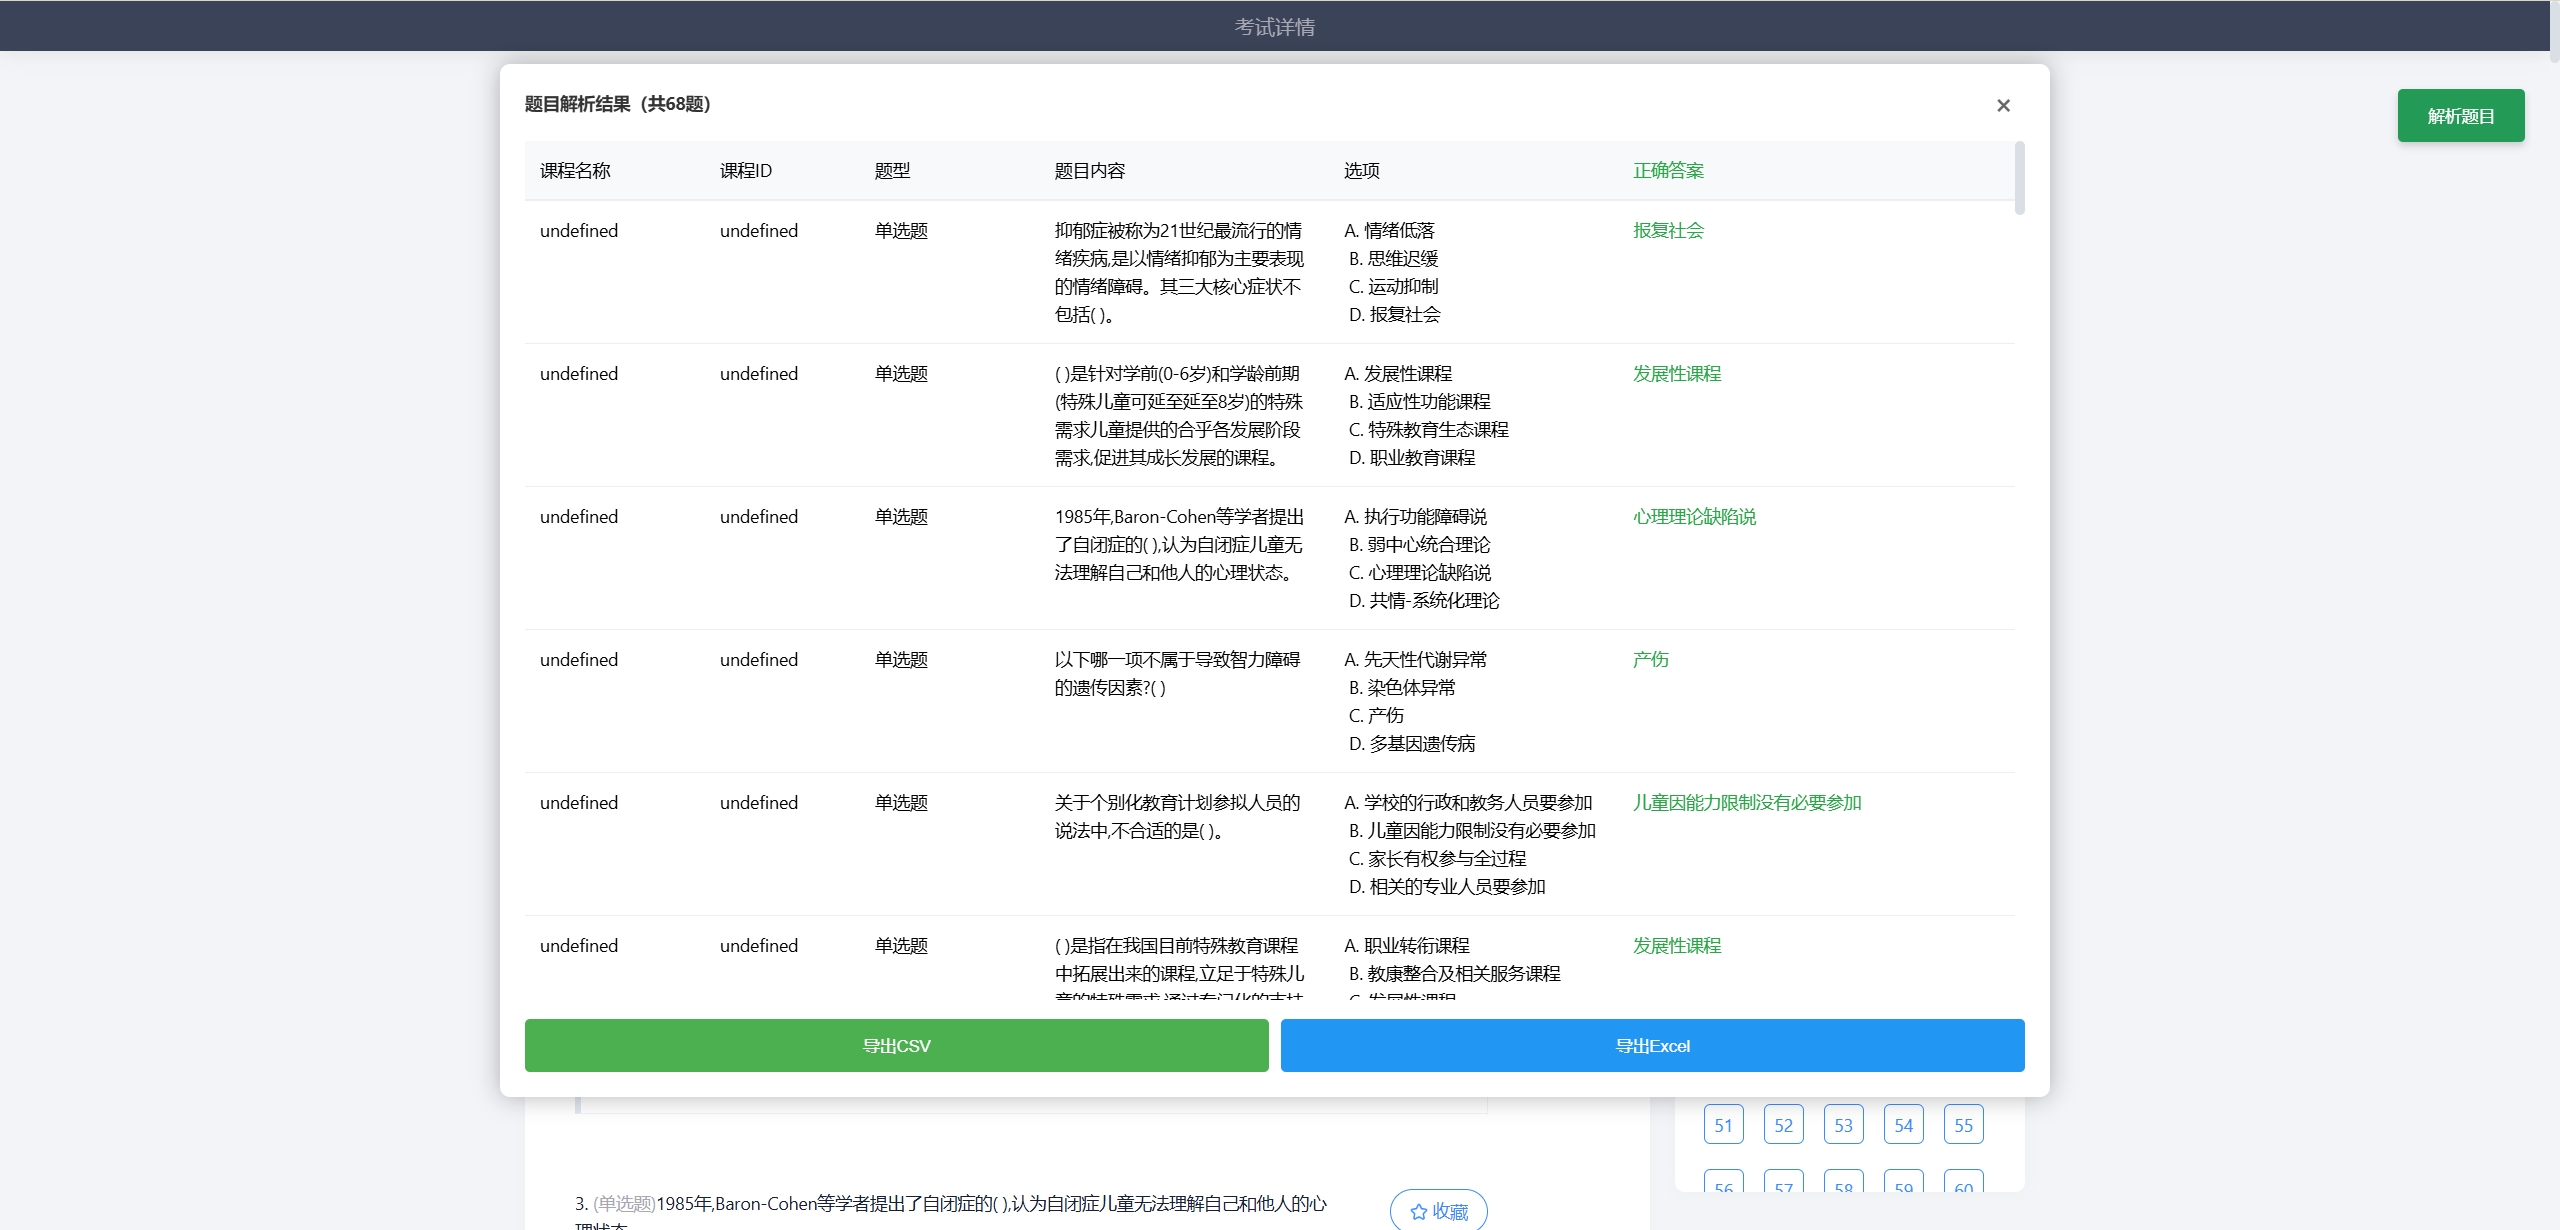 考试详情
题目解析结果（共68题）
×
解析题目
课程名称 课程ID 题型 题目内容 选项 正确答案
undefined undefined 单选题 抑郁症被称为21世纪最流行的情 A. 情绪低落 报复社会
绪疾病,是以情绪抑郁为主要表现 B. 思维迟缓
的情绪障碍。其三大核心症状不 C. 运动抑制
包括( )。 D. 报复社会
undefined undefined 单选题 ( )是针对学前(0-6岁)和学龄前期 A. 发展性课程 发展性课程
(特殊儿童可延至延至8岁)的特殊 B. 适应性功能课程
需求儿童提供的合乎各发展阶段 C. 特殊教育生态课程
需求,促进其成长发展的课程。 D. 职业教育课程
undefined undefined 单选题 1985年,Baron-Cohen等学者提出 A. 执行功能障碍说 心理理论缺陷说
了自闭症的( ),认为自闭症儿童无 B. 弱中心统合理论
法理解自己和他人的心理状态。 C. 心理理论缺陷说
D. 共情-系统化理论
undefined undefined 单选题 以下哪一项不属于导致智力障碍 A. 先天性代谢异常 产伤
的遗传因素?( ) B. 染色体异常
C. 产伤
D. 多基因遗传病
undefined undefined 单选题 关于个别化教育计划参拟人员的 A. 学校的行政和教务人员要参加 儿童因能力限制没有必要参加
说法中,不合适的是( )。 B. 儿童因能力限制没有必要参加
C. 家长有权参与全过程
D. 相关的专业人员要参加
undefined undefined 单选题 ( )是指在我国目前特殊教育课程 A. 职业转衔课程 发展性课程
中拓展出来的课程,立足于特殊儿 B. 教康整合及相关服务课程
童的特殊需求,通过专门化的支持 C. 发展性课程
导出CSV 导出Excel
51 52 53 54 55
56 57 58 59 60
3. (单选题)1985年,Baron-Cohen等学者提出了自闭症的( ),认为自闭症儿童无法理解自己和他人的心
理状态
收藏